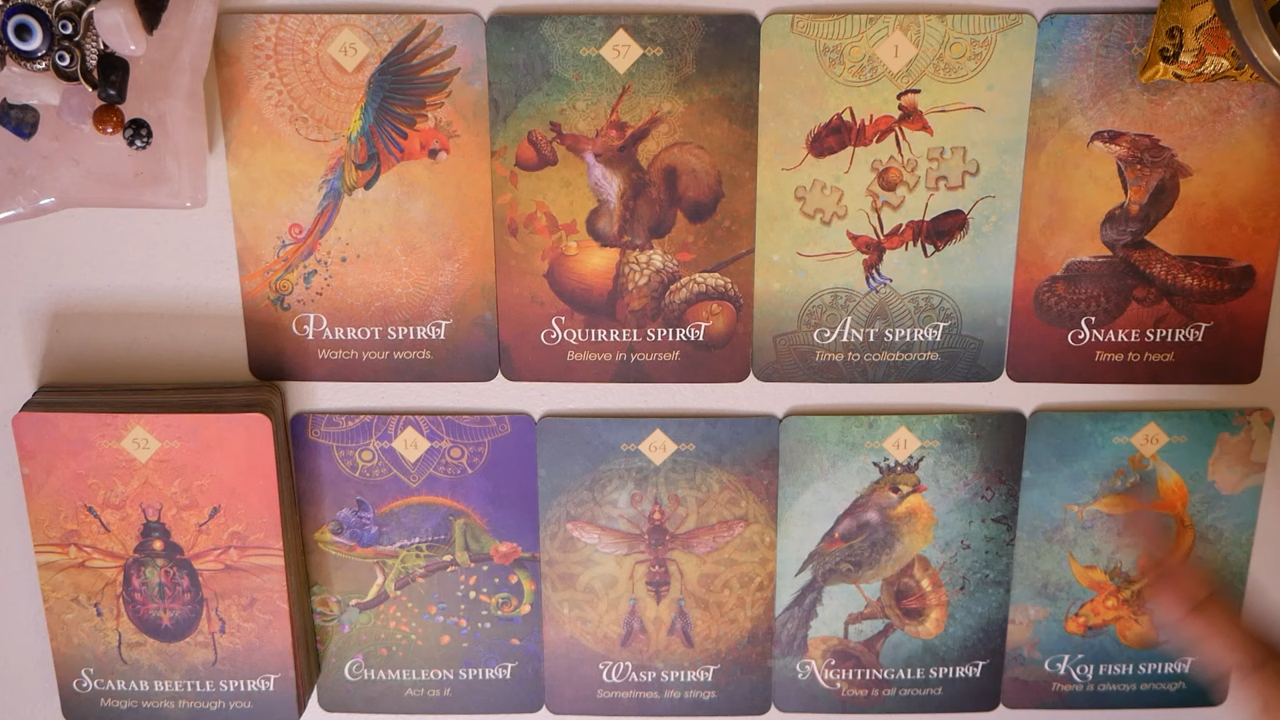 45
PARROT SPIRIT
Watch your words.
57
SQUIRREL SPIRIT
Believe in yourself.
1
ANT SPIRIT
Time to collaborate.
SNAKE SPIRIT
Time to heal.
52
SCARAB BEETLE SPIRIT
Magic works through you.
14
CHAMELEON SPIRIT
Act as if.
64
WASP SPIRIT
Sometimes, life stings.
41
NIGHTINGALE SPIRIT
Love is all around.
36
KOI FISH SPIRIT
There is always enough.